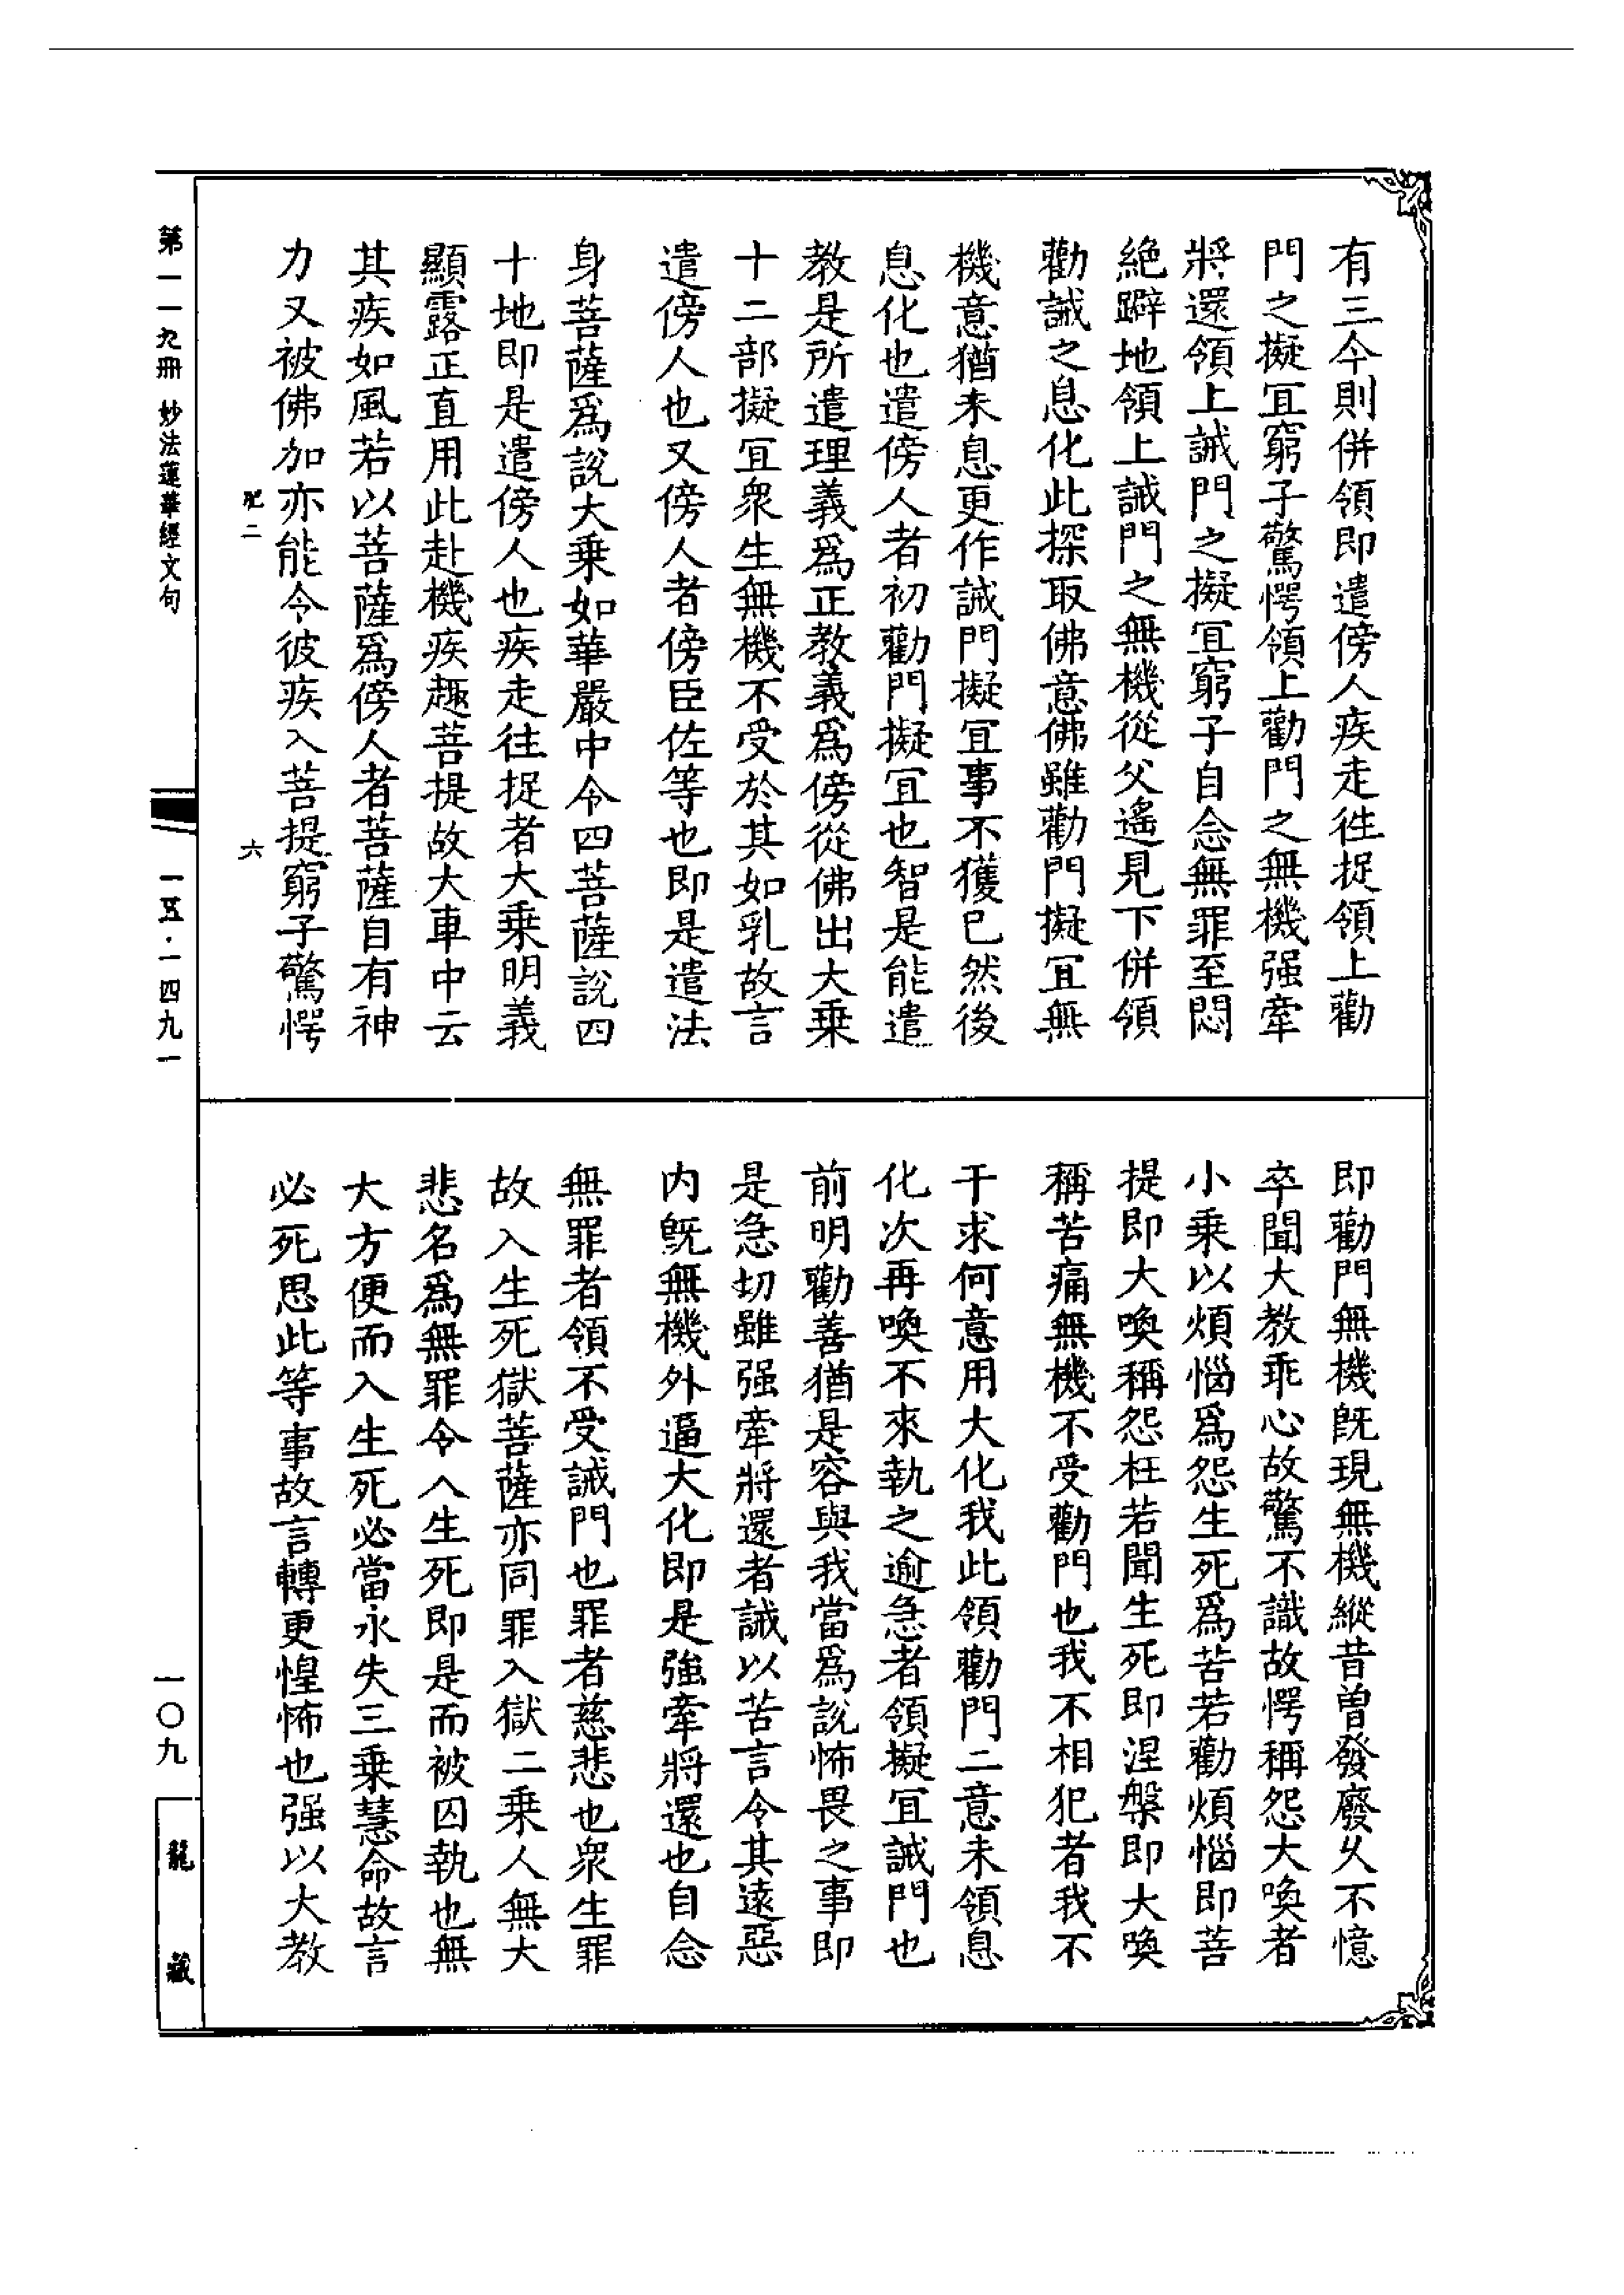 有三今則併領即遣傍人疾走往捉領上勸
門之擬宜窮子驚愕領上勸門之無機强牽
將還領上誡門之擬宜窮子自念無罪至悶
絶躃地領上誡門之無機從父遙見下併領
勸誡之息化此探取佛意佛雖勸門擬宜無
機意猶未息更作誡門擬宜事不獲已然後
息化也遣傍人者初勸門擬宜也智是能遣
教是所遣理義爲正教義爲傍從佛出大乗
十二部擬宜衆生無機不受於其如乳故言
遣傍人也又傍人者傍臣佐等也即是遣法
身菩薩爲説大乗如華嚴中令四菩薩説四
十地即是遣傍人也疾走往捉者大乗明義
顯露正直用此赴機疾趣菩提故大車中云
其疾如風若以菩薩爲傍人者菩薩自有神
力又被佛加亦能令彼疾入菩提窮子驚愕
二　六
即勸門無機旣現無機縱昔曽發廢乆不憶
卒聞大教乖心故驚不識故愕稱怨大喚者
小乗以煩惱爲怨生死爲苦若勸煩惱即菩
提即大喚稱怨枉若聞生死即涅槃即大喚
稱苦痛無機不受勸門也我不相犯者我不
干求何意用大化我此領勸門二意未領息
化次再喚不來執之逾急者領擬宜誡門也
前明勸善猶是容與我當爲説怖畏之事即
是急切雖强牽將還者誡以苦言令其遠惡
内旣無機外逼大化即是強牽將還也自念
無罪者領不受誡門也罪者慈悲也衆生罪
故入生死獄菩薩亦同罪入獄二乗人無大
悲名爲無罪令入生死即是而被囚執也無
大方便而入生死必當永失三乗慧命故言
必死思此等事故言轉更惶怖也强以大教
第一一九冊　妙法蓮華經文句　一五·一四九一
一〇九　龍藏